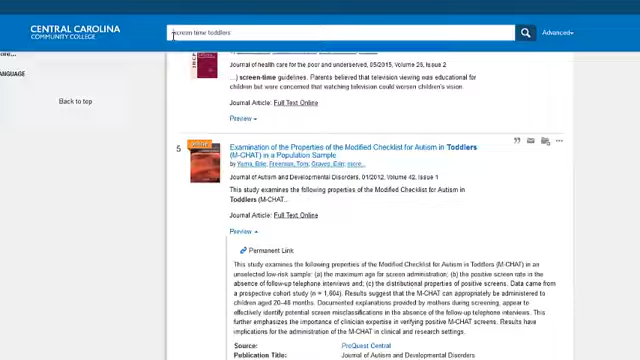 CENTRAL CAROLINA
COMMUNITY COLLEGE
screen time toddlers
Advanced
ANGUAGE
Back to top
Journal of health care for the poor and underserved, 05/2015, Volume 26, Issue 2
...) screen-time guidelines. Parents believed that television viewing was educational for
children but were concerned that watching television could worsen children's vision.
Journal Article: Full Text Online
Preview
5
Examination of the Properties of the Modified Checklist for Autism in Toddlers
(M-CHAT) in a Population Sample
by Yama, Brie; Freeman, Tom; Graves, Erin; more...
Journal of Autism and Developmental Disorders, 01/2012, Volume 42, Issue 1
This study examines the following properties of the Modified Checklist for Autism in
Toddlers (M-CHAT...
Journal Article: Full Text Online
Preview
Permanent Link:
This study examines the following properties of the Modified Checklist for Autism in Toddlers (M-CHAT) in an
unselected low-risk sample: (a) the maximum age for screen administration; (b) the positive screen rate in the
absence of follow-up telephone interviews and; (c) the distributional properties of positive screens. Data came from
a prospective cohort study (n = 1,604). Results suggest that the M-CHAT can appropriately be administered to
children aged 20–48 months. Documented explanations provided by mothers during screening, appear to
effectively identify potential screen misclassifications in the absence of the follow-up telephone interviews. This
further emphasizes the importance of clinician expertise in verifying positive M-CHAT screens. Results have
implications for the administration of the M-CHAT in clinical and research settings.
Source: ProQuest Central
Publication Title: Journal of Autism and Developmental Disorders